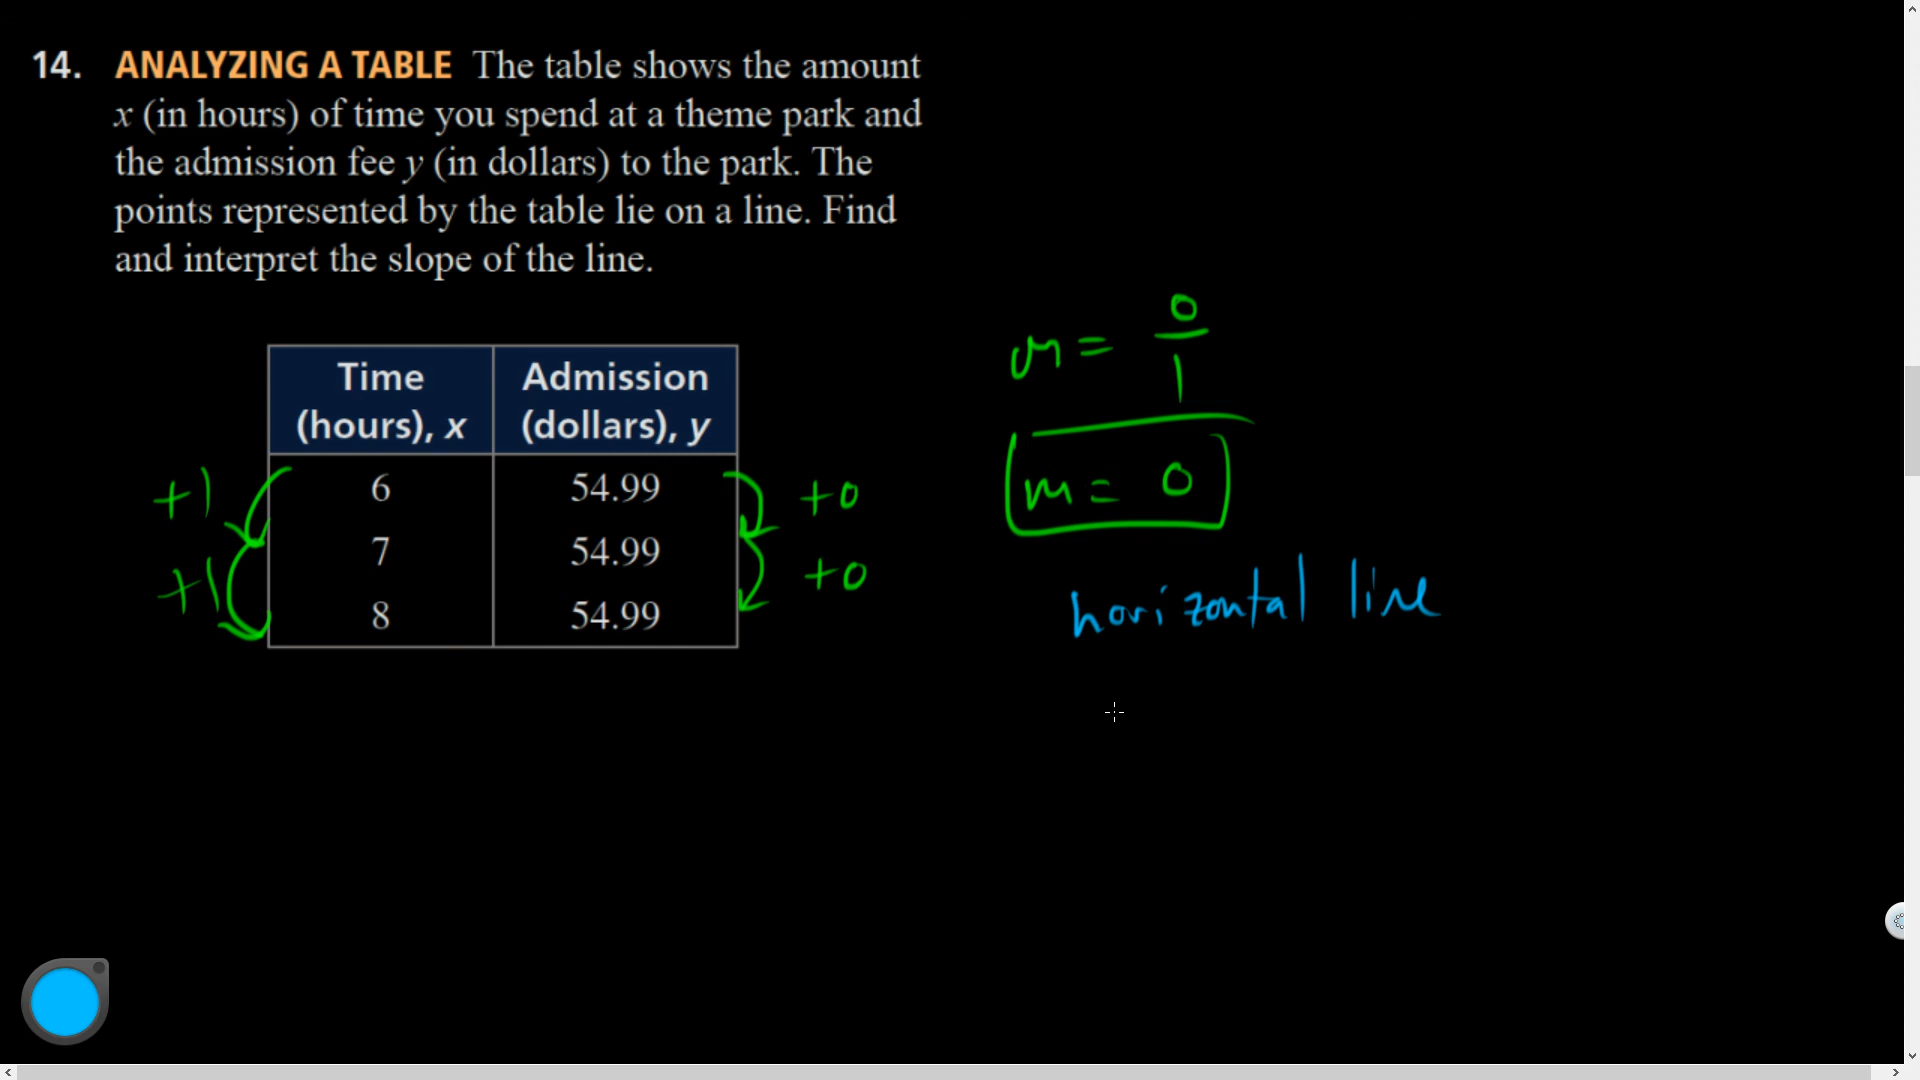 14. ANALYZING A TABLE The table shows the amount
x (in hours) of time you spend at a theme park and
the admission fee y (in dollars) to the park. The
points represented by the table lie on a line. Find
and interpret the slope of the line.
Time (hours), x Admission (dollars), y
+1 6 54.99 +0
+1 7 54.99 +0
8 54.99
m = 0/1
m = 0
horizontal line